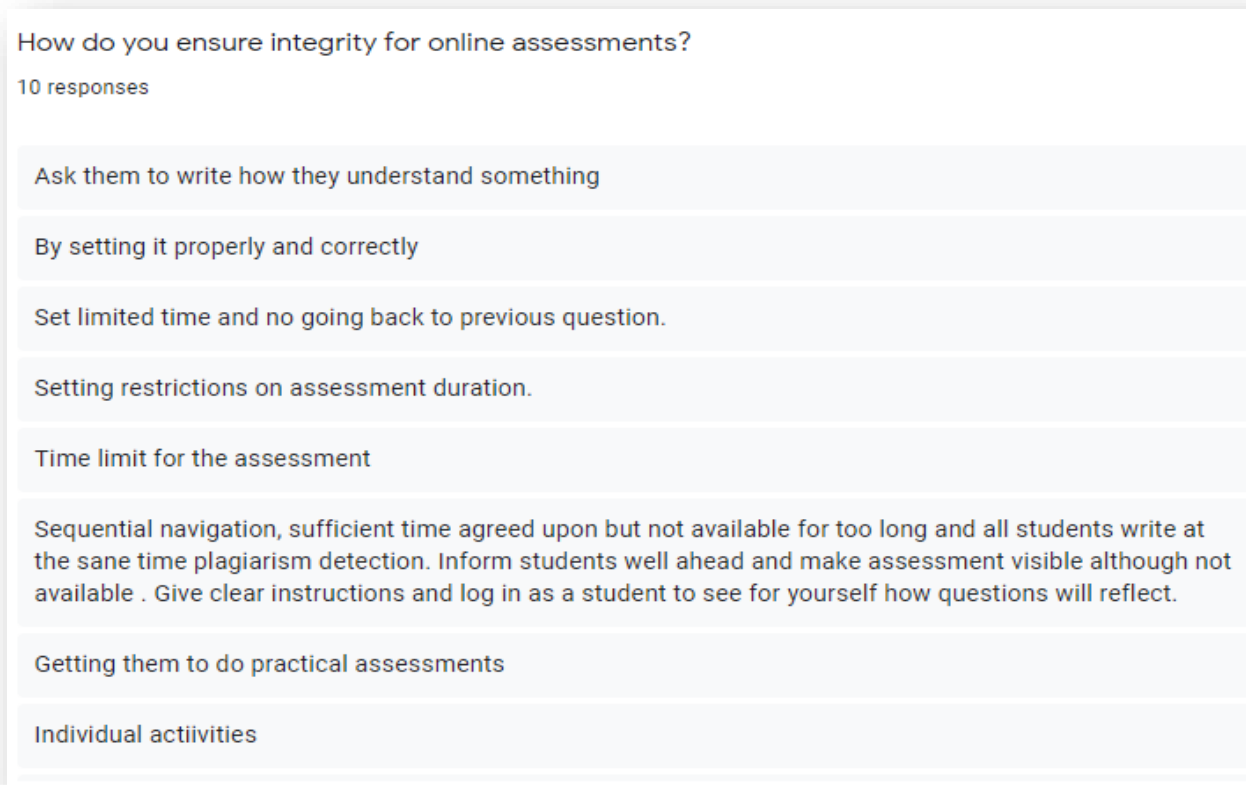 How do you ensure integrity for online assessments?
10 responses
Ask them to write how they understand something
By setting it properly and correctly
Set limited time and no going back to previous question.
Setting restrictions on assessment duration.
Time limit for the assessment
Sequential navigation, sufficient time agreed upon but not available for too long and all students write at
the sane time plagiarism detection. Inform students well ahead and make assessment visible although not
available . Give clear instructions and log in as a student to see for yourself how questions will reflect.
Getting them to do practical assessments
Individual actiivities